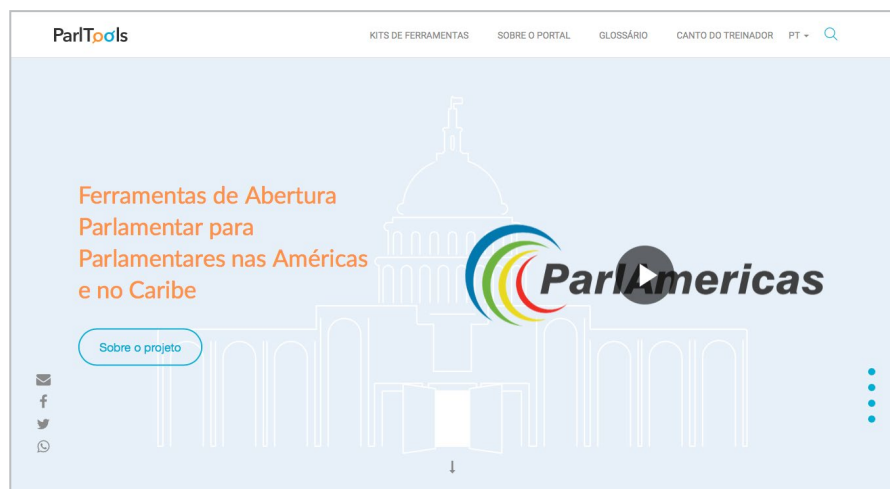 ParlTools
KITS DE FERRAMENTAS SOBRE O PORTAL GLOSSÁRIO CANTO DO TREINADOR PT
Ferramentas de Abertura
Parlamentar para
Parlamentares nas Américas
e no Caribe
ParlAmericas
Sobre o projeto